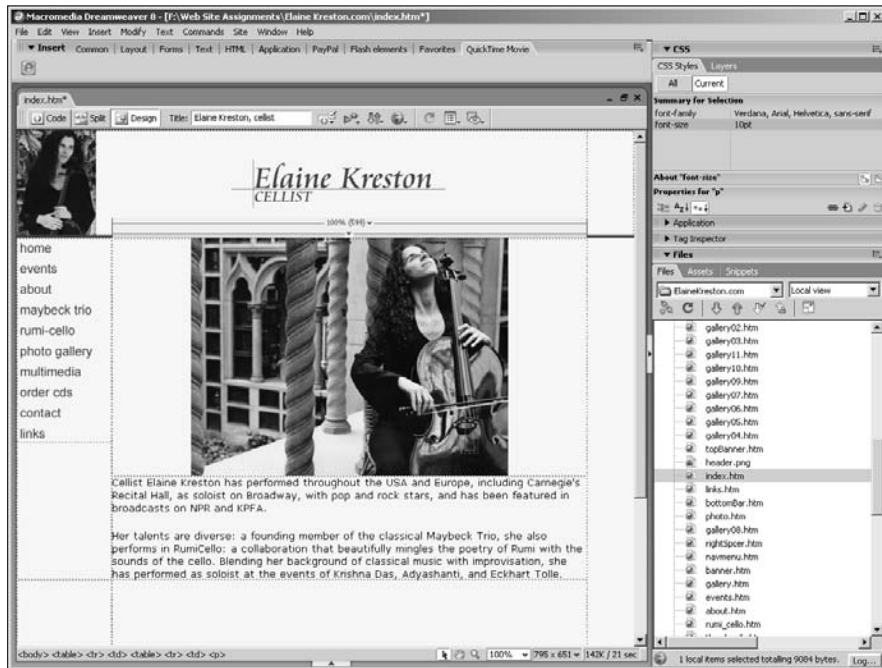 Macromedia Dreamweaver 8 - [F:\Web Site Assignments\Elaine Kreston.com\index.htm*]
File Edit View Insert Modify Text Commands Site Window Help
Insert Common Layout Forms Text HTML Application PayPal Flash elements Favorites QuickTime Movie
index.htm*
Code Split Design Title: Elaine Kreston, cellist
Elaine Kreston
CELLIST
100% (599)
home
events
about
maybeck trio
rumi-cello
photo gallery
multimedia
order cds
contact
links
Cellist Elaine Kreston has performed throughout the USA and Europe, including Carnegie's
Recital Hall, as soloist on Broadway, with pop and rock stars, and has been featured in
broadcasts on NPR and KPFA.
Her talents are diverse: a founding member of the classical Maybeck Trio, she also
performs in RumiCello: a collaboration that beautifully mingles the poetry of Rumi with the
sounds of the cello. Blending her background of classical music with improvisation, she
has performed as soloist at the events of Krishna Das, Adyashanti, and Eckhart Tolle.
<body> <table> <tr> <td> <table> <tr> <td> <p>
100% 795 x 651 142K / 21 sec
CSS
CSS Styles Layers
All Current
Summary for Selection
font-family Verdana, Arial, Helvetica, sans-serif
font-size 10pt
About "font-size"
Properties for "p"
Application
Tag Inspector
Files
Files Assets Snippets
ElaineKreston.com Local view
gallery02.htm
gallery03.htm
gallery11.htm
gallery10.htm
gallery09.htm
gallery07.htm
gallery06.htm
gallery05.htm
gallery04.htm
topBanner.htm
header.png
index.htm
links.htm
bottomBar.htm
photo.htm
gallery08.htm
rightSpcer.htm
navmenu.htm
banner.htm
gallery.htm
events.htm
about.htm
rumi_cello.htm
1 local items selected totalling 9084 bytes. Log...